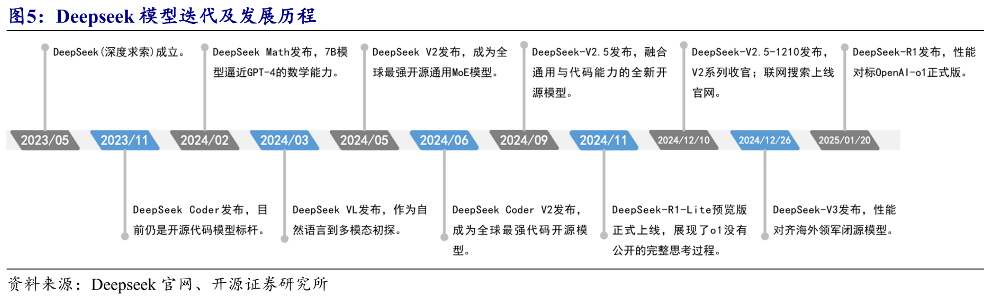 图5：Deepseek 模型迭代及发展历程
DeepSeek(深度求索)成立。
DeepSeek Math发布，7B模
型逼近GPT-4的数学能力。
DeepSeek V2发布，成为全
球最强开源通用MoE模型。
DeepSeek-V2.5发布，融合
通用与代码能力的全新开
源模型。
DeepSeek-V2.5-1210发布，
V2系列收官；联网搜索上线
官网。
DeepSeek-R1发布，性能
对标OpenAI-o1正式版。
2023/05
2023/11
2024/02
2024/03
2024/05
2024/06
2024/09
2024/11
2024/12/10
2024/12/26
2025/01/20
DeepSeek Coder发布，目
前仍是开源代码模型标杆。
DeepSeek VL发布，作为自
然语言到多模态初探。
DeepSeek Coder V2发布，
成为全球最强代码开源模
型。
DeepSeek-R1-Lite预览版
正式上线，展现了o1没有
公开的完整思考过程。
DeepSeek-V3发布，性能
对齐海外领军闭源模型。
资料来源：Deepseek 官网、开源证券研究所